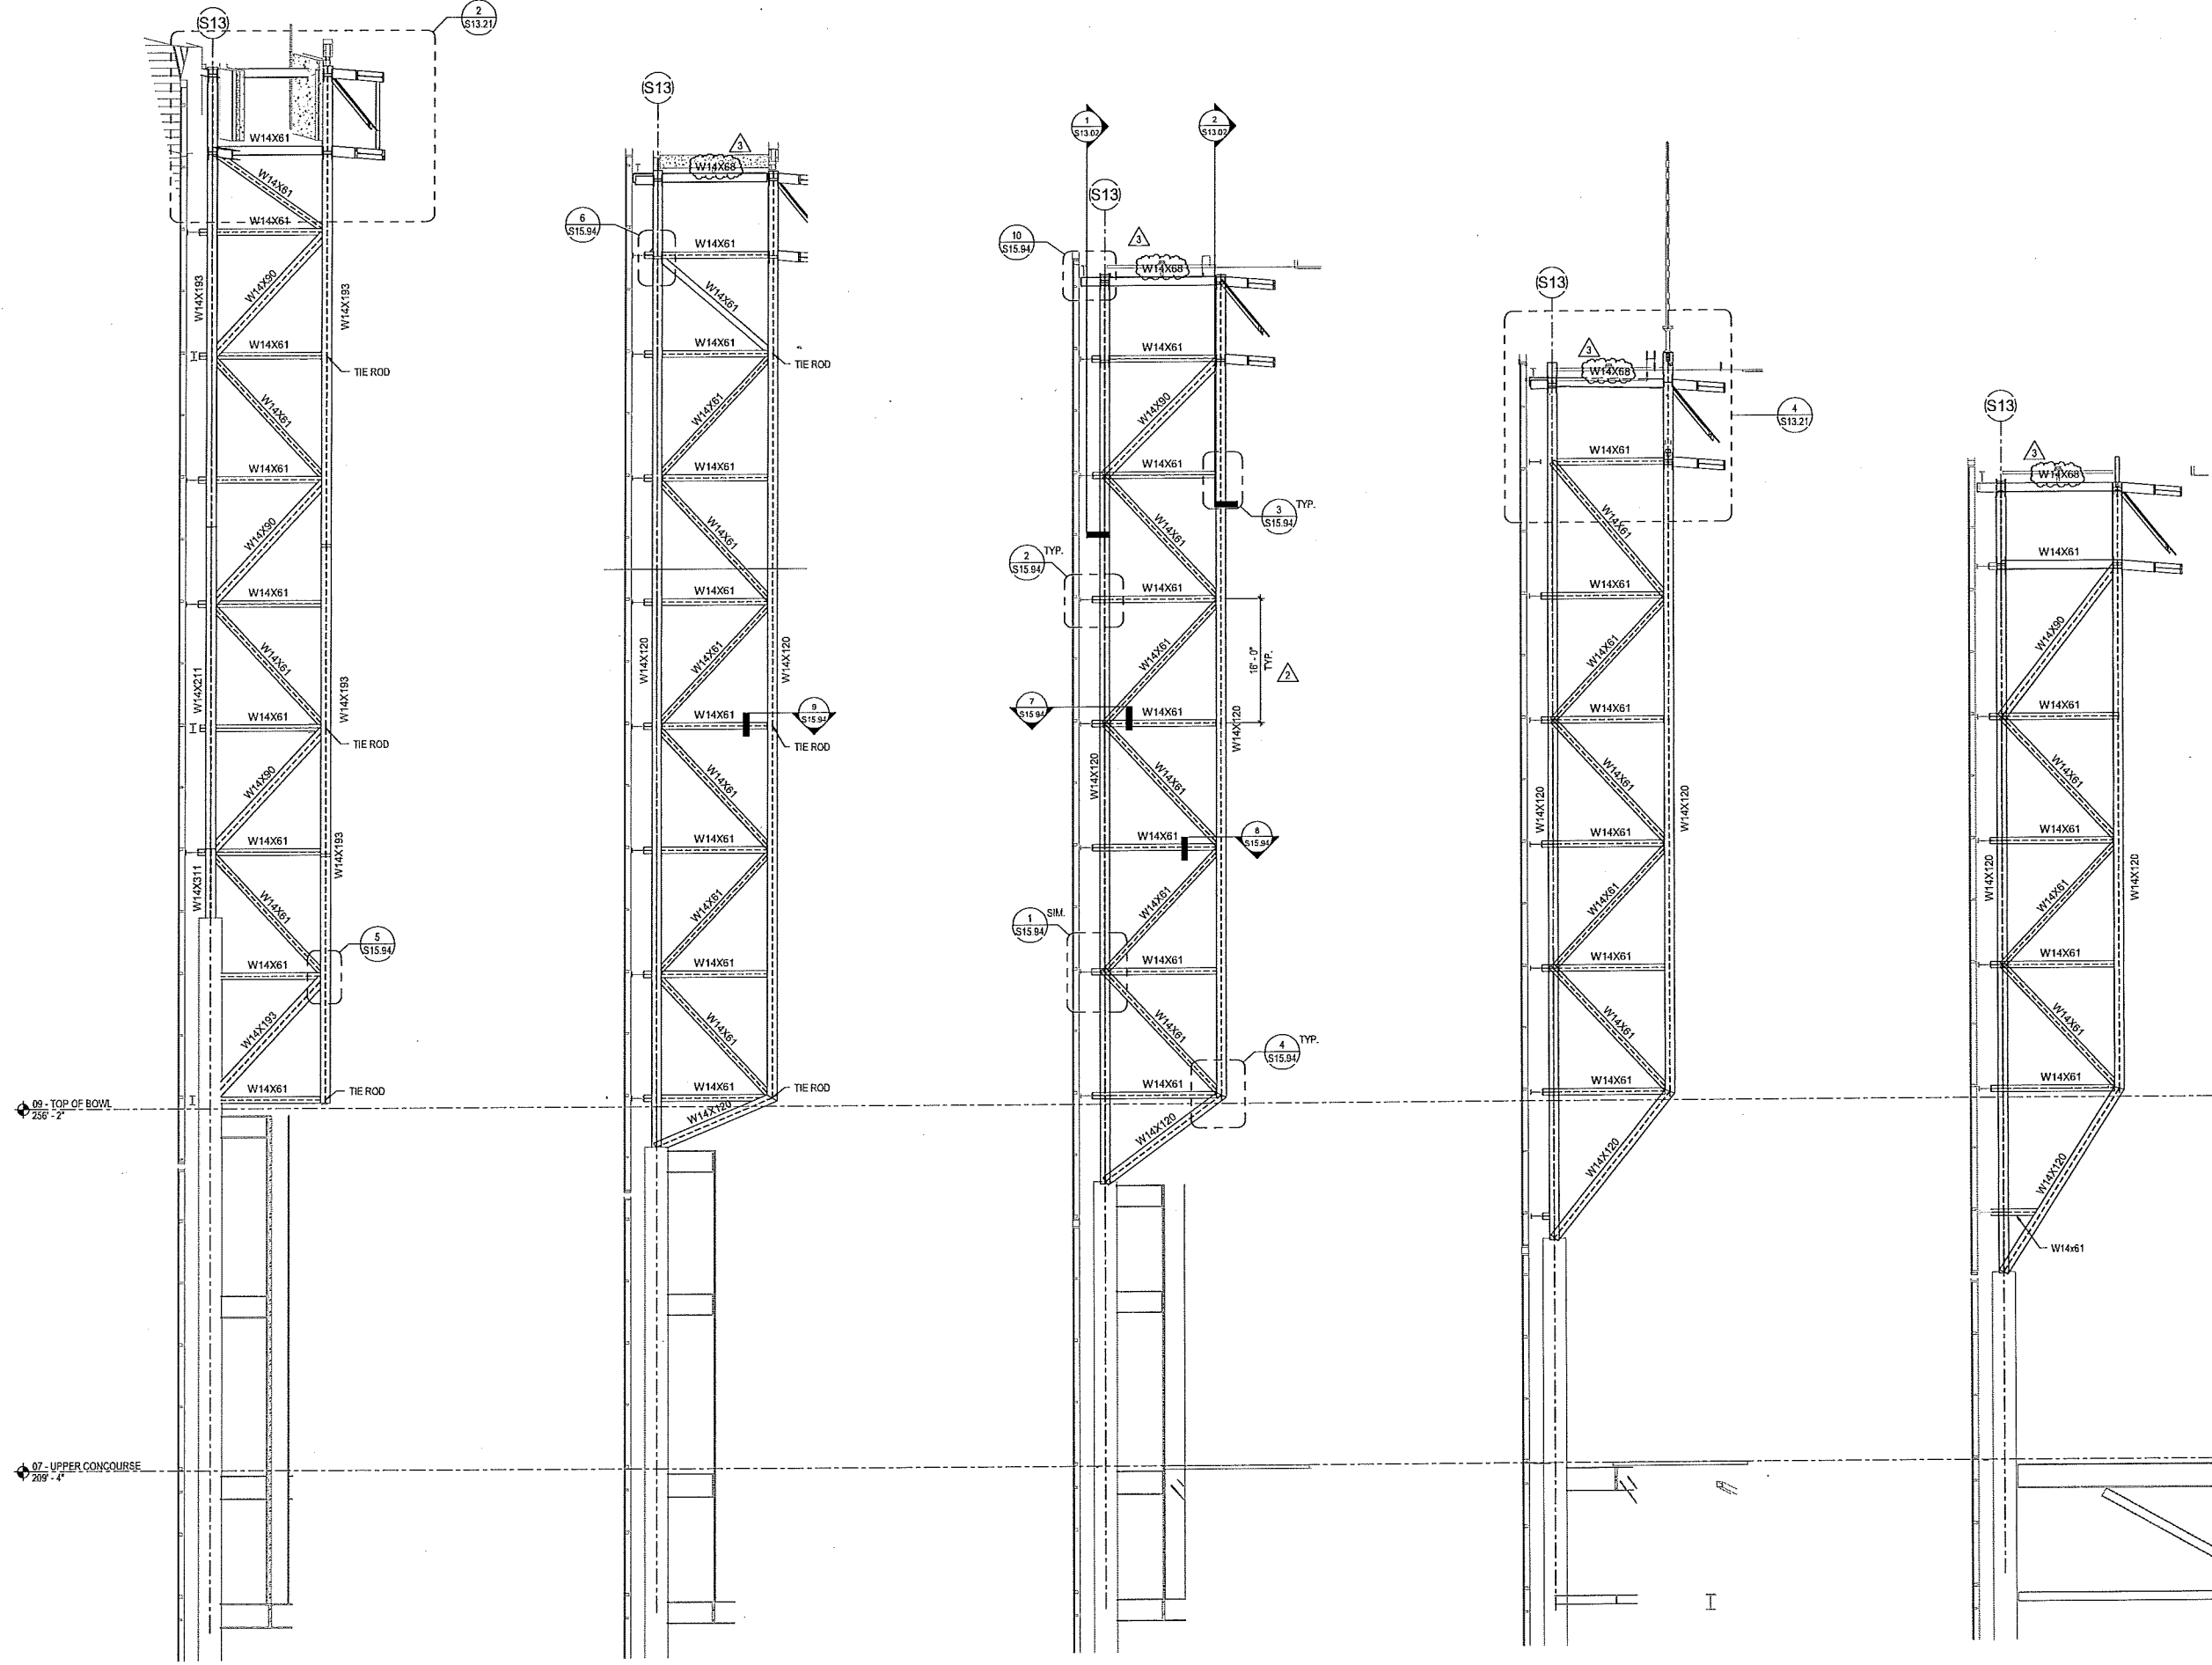 2
S13.21
(S13)
W14X61
W14X61
W14X61
W14X193
W14X90
W14X193
W14X61
TIE ROD
W14X61
W14X61
W14X90
W14X61
W14X61
W14X211
W14X193
W14X61
TIE ROD
W14X90
W14X61
W14X193
W14X311
W14X61
5
S15.94
W14X61
W14X193
W14X61
TIE ROD
(S13)
3
W14X68
6
S15.94
W14X61
W14X61
W14X61
TIE ROD
W14X61
W14X61
W14X61
W14X61
W14X61
W14X120
W14X120
W14X61
9
S15.94
TIE ROD
W14X61
W14X61
W14X61
W14X61
W14X61
W14X61
TIE ROD
W14X120
1
S13.02
2
S13.02
(S13)
10
S15.94
3
W14X68
W14X61
W14X90
W14X61
3
S15.94
TYP.
W14X61
2
S15.94
TYP.
W14X61
W14X61
16' - 0"
TYP.
2
7
S15.94
W14X61
W14X120
W14X120
W14X61
W14X61
8
S15.94
W14X61
1
S15.94
SIM.
W14X61
W14X61
4
S15.94
TYP.
W14X61
W14X120
(S13)
3
W14X68
4
S13.21
W14X61
W14X61
W14X61
W14X61
W14X61
W14X61
W14X120
W14X120
W14X61
W14X61
W14X61
W14X61
W14X61
W14X120
(S13)
3
W14X68
W14X61
W14X90
W14X61
W14X61
W14X61
W14X120
W14X120
W14X61
W14X61
W14X61
W14X61
W14X120
W14x61
09 - TOP OF BOWL
256' - 2"
07 - UPPER CONCOURSE
209' - 4"